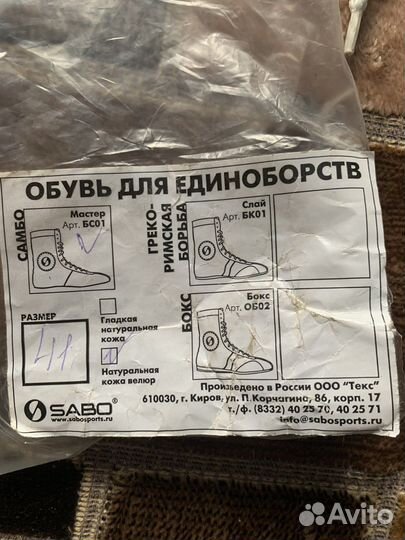 ОБУВЬ ДЛЯ ЕДИНОБОРСТВ
САМБО
Мастер
Арт. БС01
ГРЕКО-
РИМСКАЯ
БОРЬБА
Слай
Арт. БК01
РАЗМЕР
41
Гладкая
натуральная
кожа
Натуральная
кожа велюр
БОКС
Бокс
Арт. ОБ02
Произведено в России ООО "Текс"
610030, г. Киров, ул. П.Корчагина, 86, корп. 17
т./ф. (8332) 40 25 70, 40 25 71
info@sabosports.ru
SABO®
www.sabosports.ru
Avito